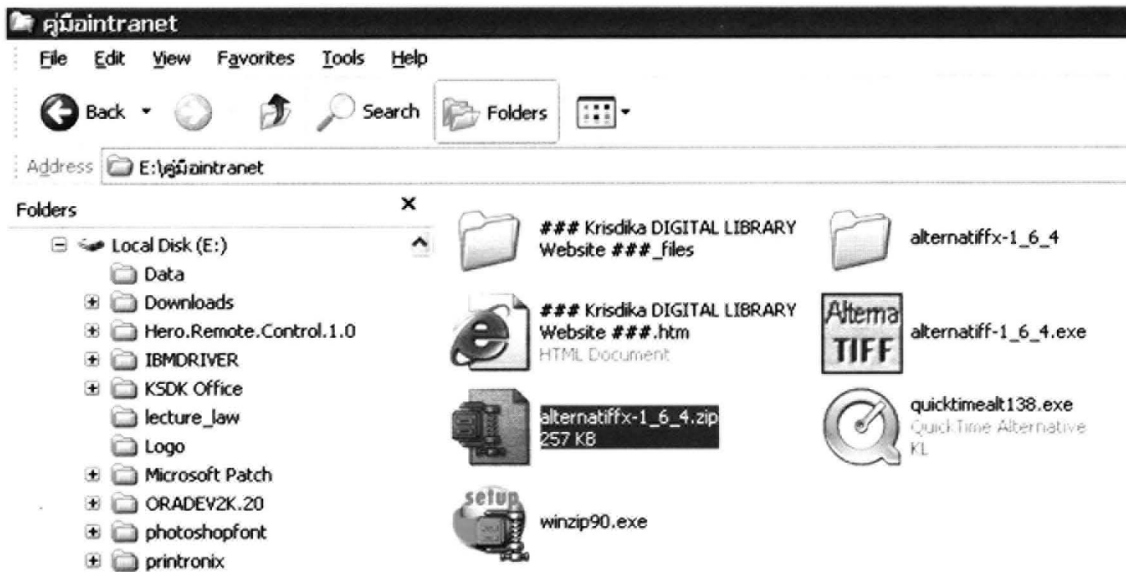 คู่มือintranet
File Edit View Favorites Tools Help
Back Search Folders
Address E:\คู่มือintranet
Folders
Local Disk (E:)
Data
Downloads
Hero.Remote.Control.1.0
IBMDRIVER
KSDK Office
lecture_law
Logo
Microsoft Patch
ORADEV2K.20
photoshopfont
printronix
### Krisdika DIGITAL LIBRARY
Website ###_files
alternatiffx-1_6_4
### Krisdika DIGITAL LIBRARY
Website ###.htm
HTML Document
Alterna
TIFF
alternatiff-1_6_4.exe
alternatiffx-1_6_4.zip
257 KB
quicktimealt138.exe
QuickTime Alternative
KL
setup
winzip90.exe